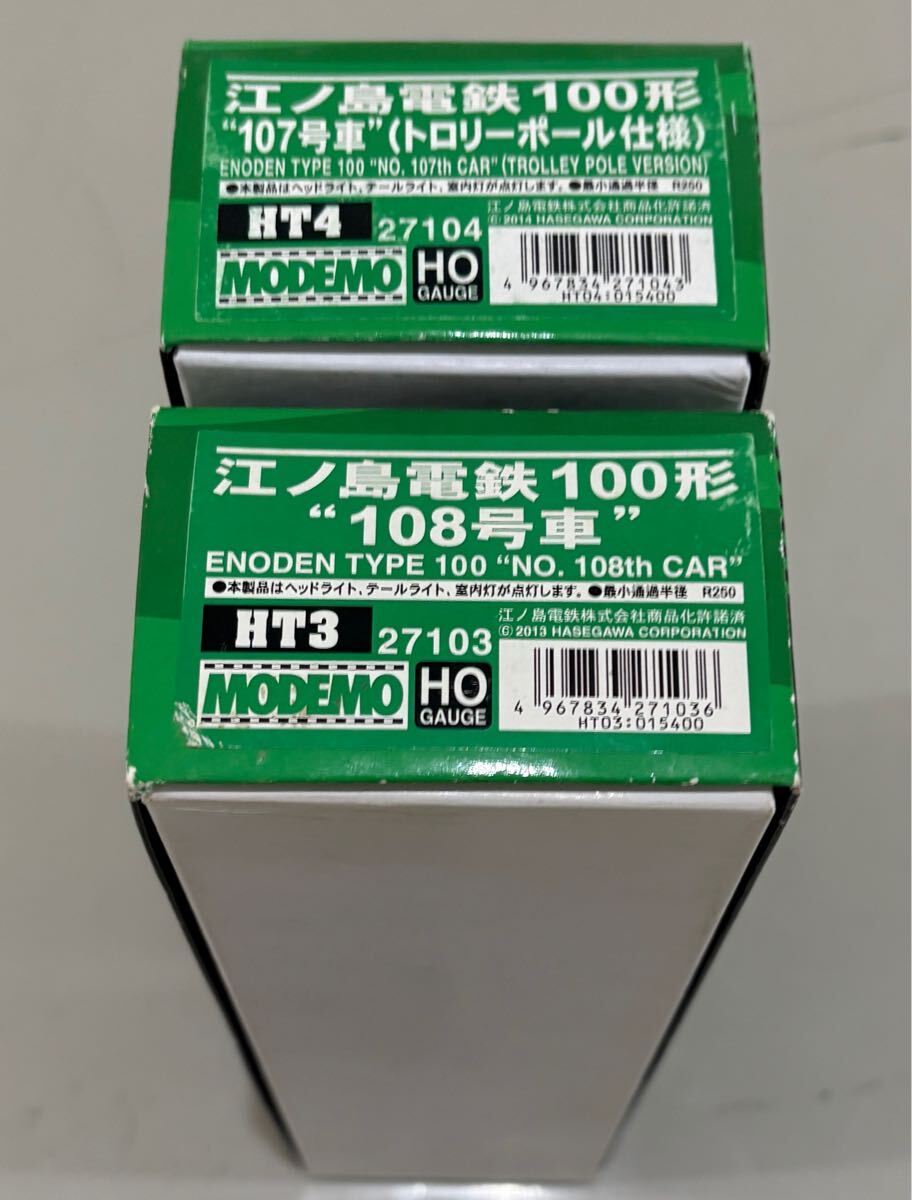 江ノ島電鉄100形
“107号車”(トロリーポール仕様)
ENODEN TYPE 100 “NO. 107th CAR” (TROLLEY POLE VERSION)
●本製品はヘッドライト、テールライト、室内灯が点灯します。 ●最小通過半径 R250
HT4 27104
江ノ島電鉄株式会社商品化許諾済
© 2014 HASEGAWA CORPORATION
MODEMO
HO
GAUGE
4 967834 271043
HT04:015400
江ノ島電鉄100形
“108号車”
ENODEN TYPE 100 “NO. 108th CAR”
●本製品はヘッドライト、テールライト、室内灯が点灯します。 ●最小通過半径 R250
HT3 27103
江ノ島電鉄株式会社商品化許諾済
© 2013 HASEGAWA CORPORATION
MODEMO
HO
GAUGE
4 967834 271036
HT03:015400